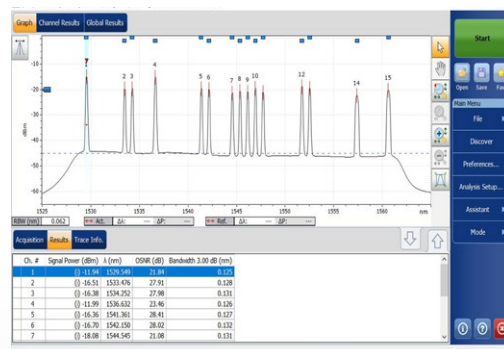 Graph Channel Results Global Results
Start
Open Save
Main Menu
File
Discover
Preferences...
Analysis Setup...
Assistant
Mode
-10
-20
-30
-40
-50
-60
dBm
1 2 3 4 5 6 7 8 9 10 12 14 15
1525 1530 1535 1540 1545 1550 1555 1560 nm
RBW (nm) 0.062 Act. Δλ: --- ΔP: --- Ref. Δλ: --- ΔP: ---
Acquisition Results Trace Info.
Ch. # Signal Power (dBm) λ (nm) OSNR (dB) Bandwidth 3.00 dB (nm)
1 (i) -11.94 1529.549 21.84 0.125
2 (i) -16.51 1533.476 27.91 0.128
3 (i) -16.38 1534.252 27.98 0.131
4 (i) -11.99 1536.632 23.46 0.126
5 (i) -16.36 1541.361 28.41 0.127
6 (i) -16.70 1542.150 28.02 0.132
7 (i) -18.08 1544.545 21.08 0.131